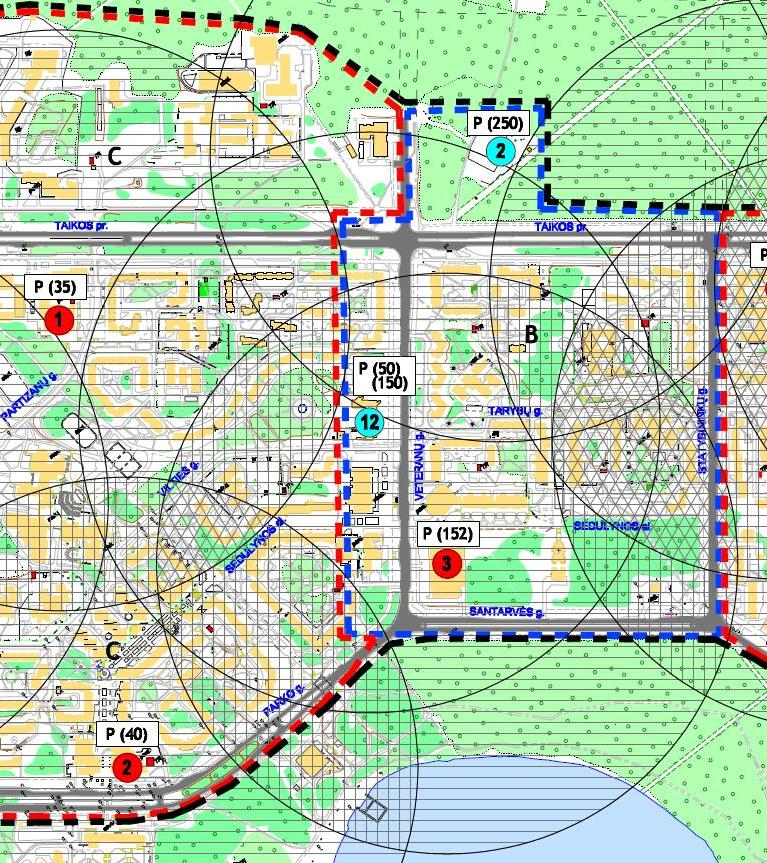 P (250)
2
C
TAIKOS pr.
TAIKOS pr.
P (35)
1
B
P (50)
(150)
PARTIZANŲ g.
TARYBŲ g.
12
VETERANŲ g.
STATYBININKŲ g.
VILTIES g.
P (152)
SEDULYNOS al.
SEDULYNOS al.
3
SANTARVĖS g.
C
PARKO g.
P (40)
2